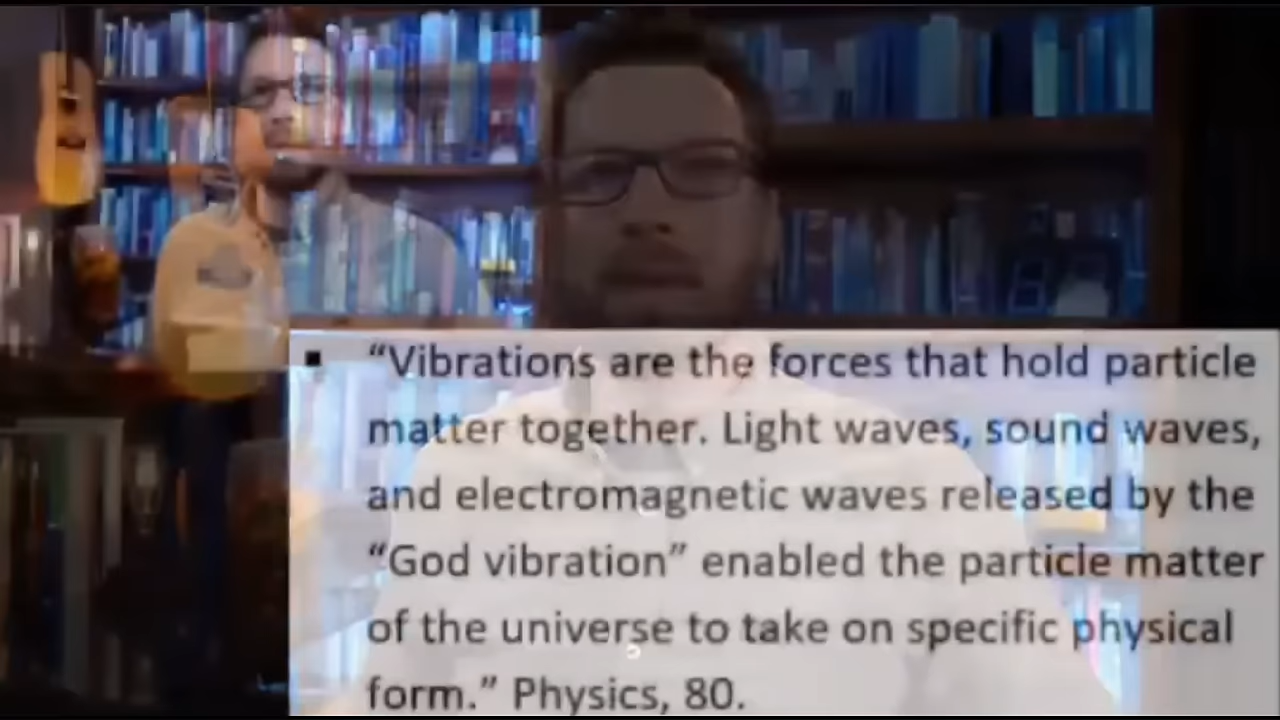 ▪ “Vibrations are the forces that hold particle
matter together. Light waves, sound waves,
and electromagnetic waves released by the
“God vibration” enabled the particle matter
of the universe to take on specific physical
form.” Physics, 80.